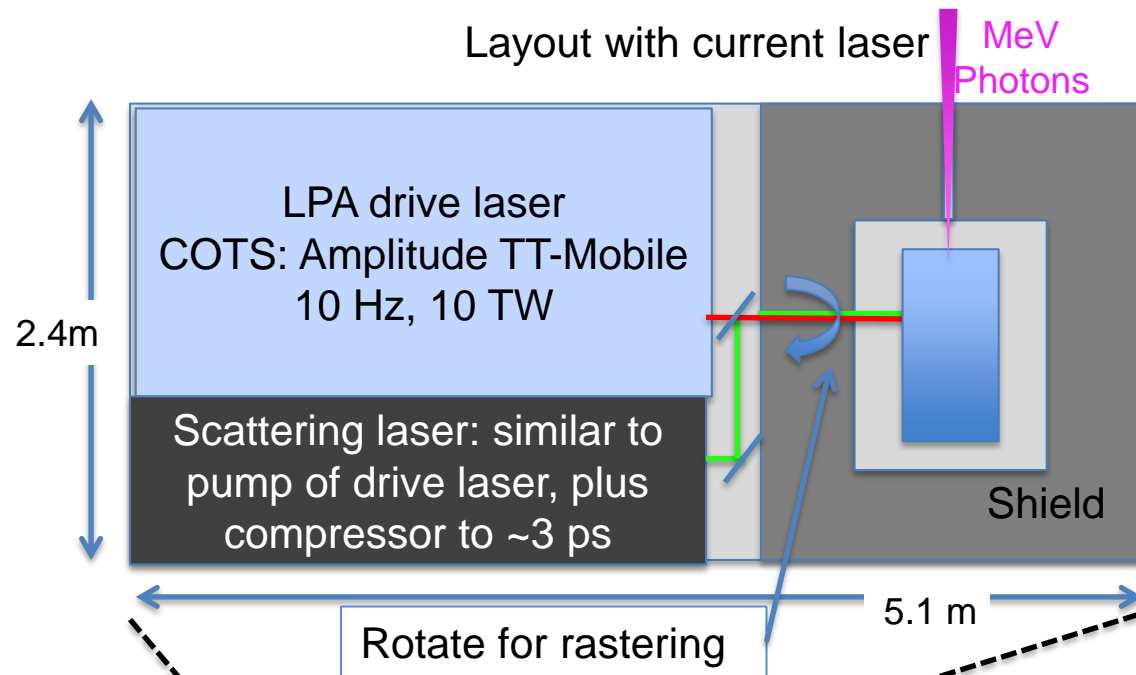 Layout with current laser
MeV
Photons
LPA drive laser
COTS: Amplitude TT-Mobile
10 Hz, 10 TW
2.4m
Scattering laser: similar to
pump of drive laser, plus
compressor to ~3 ps
Shield
5.1 m
Rotate for rastering